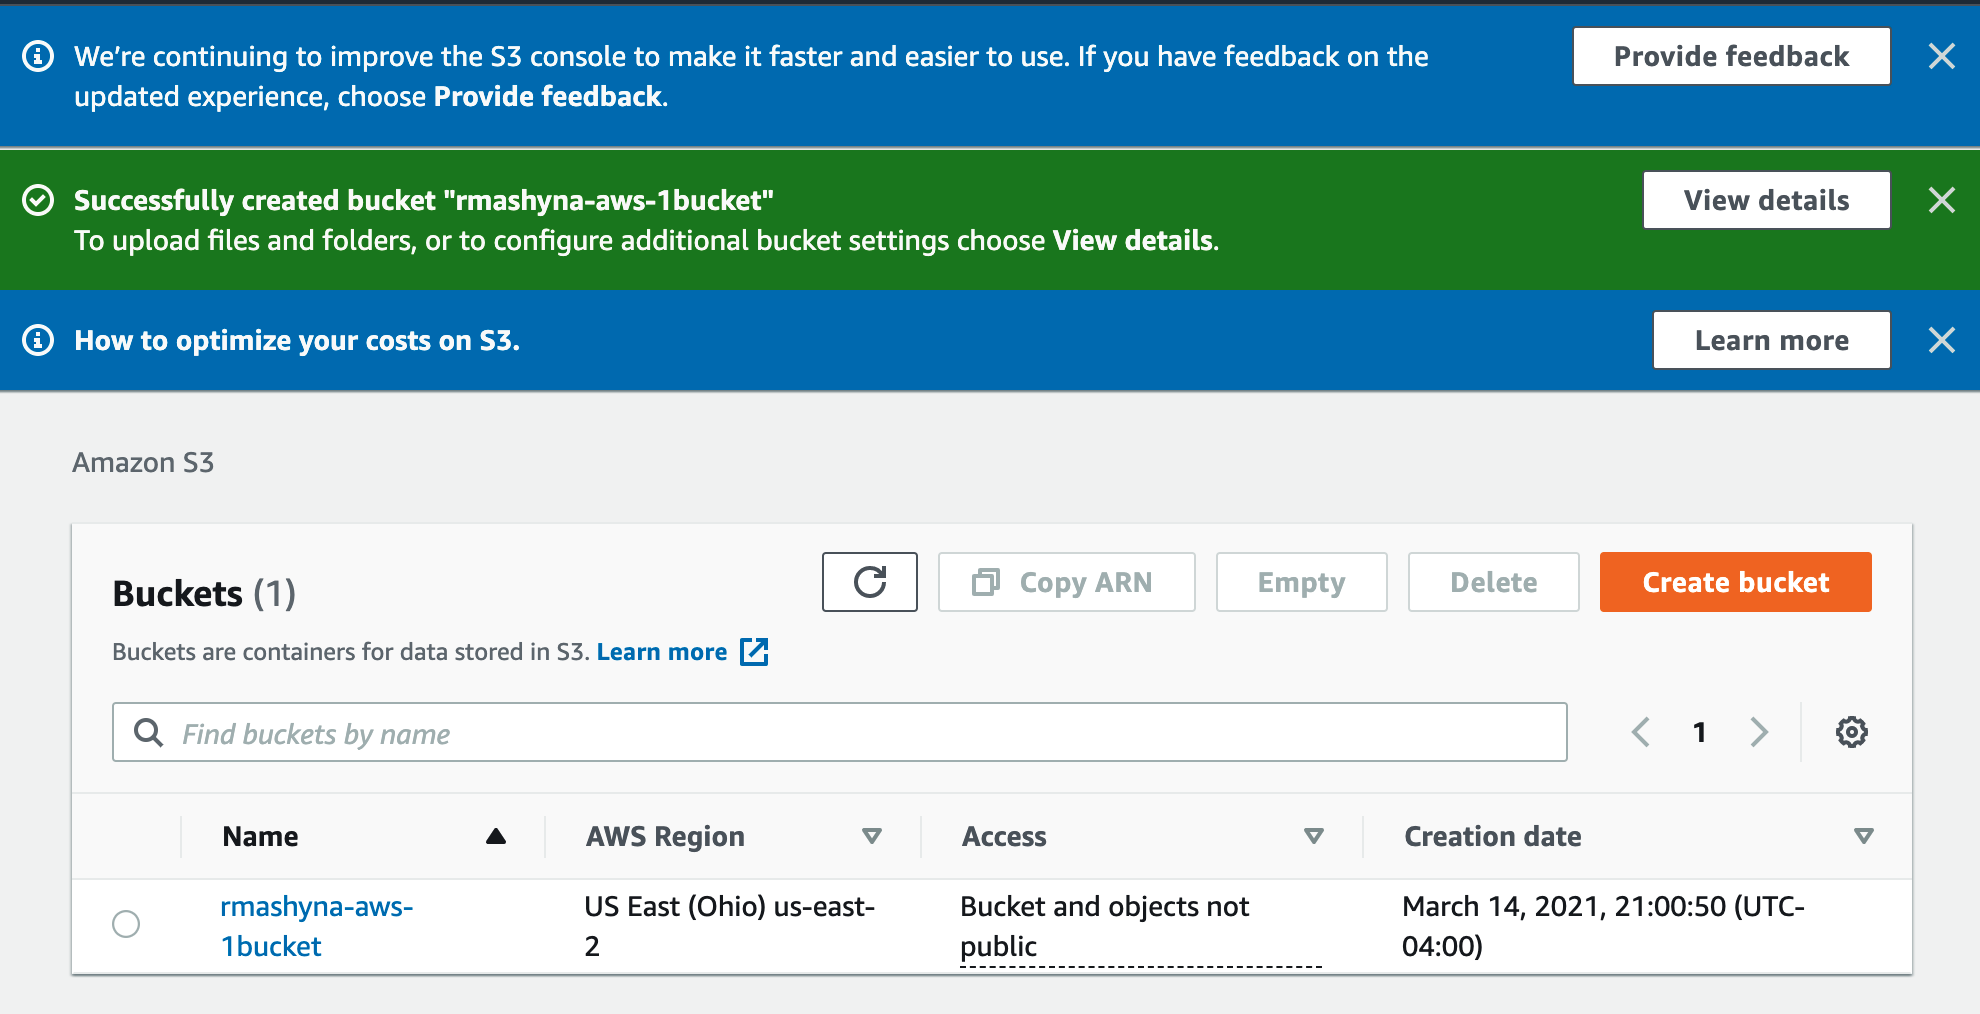 We’re continuing to improve the S3 console to make it faster and easier to use. If you have feedback on the
updated experience, choose Provide feedback.
Provide feedback
Successfully created bucket "rmashyna-aws-1bucket"
To upload files and folders, or to configure additional bucket settings choose View details.
View details
How to optimize your costs on S3.
Learn more
Amazon S3
Buckets (1)
Copy ARN
Empty
Delete
Create bucket
Buckets are containers for data stored in S3. Learn more
Find buckets by name
1
Name
AWS Region
Access
Creation date
rmashyna-aws-
1bucket
US East (Ohio) us-east-
2
Bucket and objects not
public
March 14, 2021, 21:00:50 (UTC-
04:00)